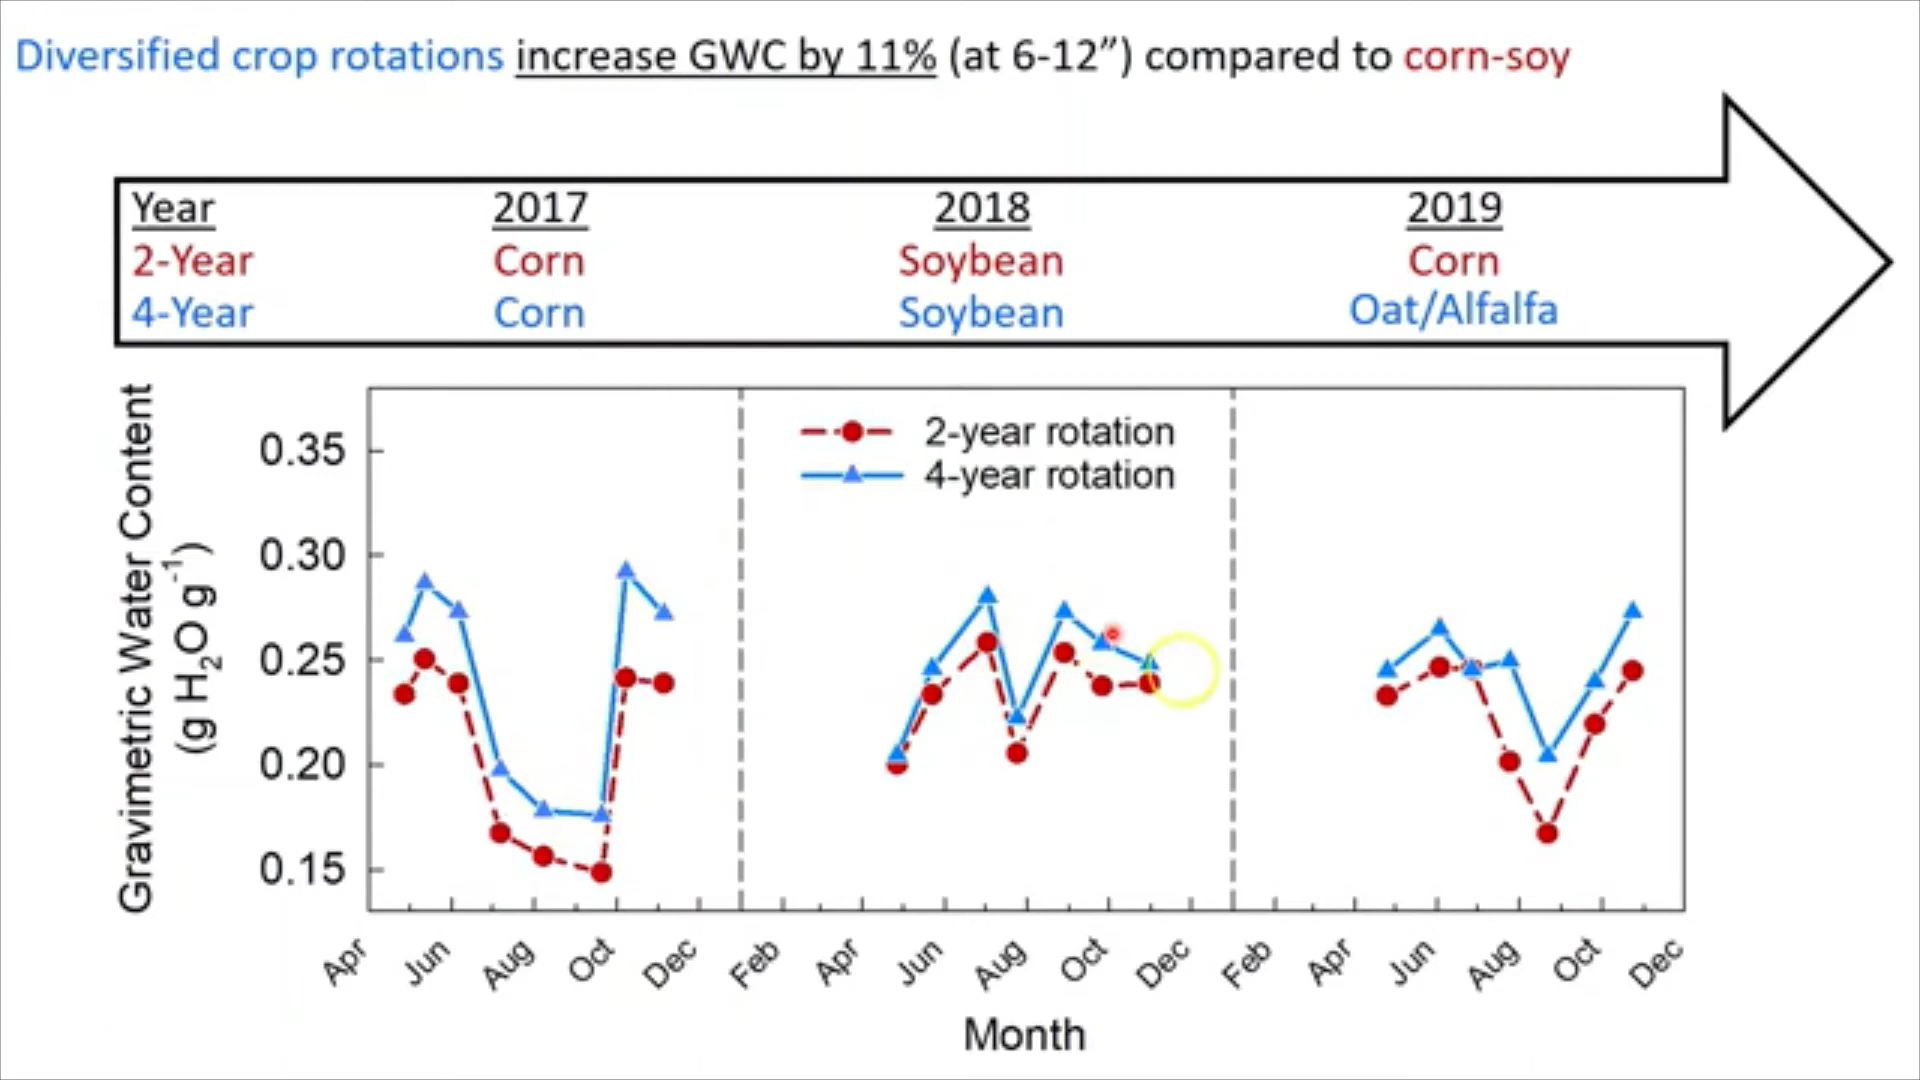 Diversified crop rotations increase GWC by 11% (at 6-12”) compared to corn-soy
Year 2017 2018 2019
2-Year Corn Soybean Corn
4-Year Corn Soybean Oat/Alfalfa
Gravimetric Water Content
(g H₂O g⁻¹)
0.35
0.30
0.25
0.20
0.15
2-year rotation
4-year rotation
Apr Jun Aug Oct Dec Feb Apr Jun Aug Oct Dec Feb Apr Jun Aug Oct Dec
Month